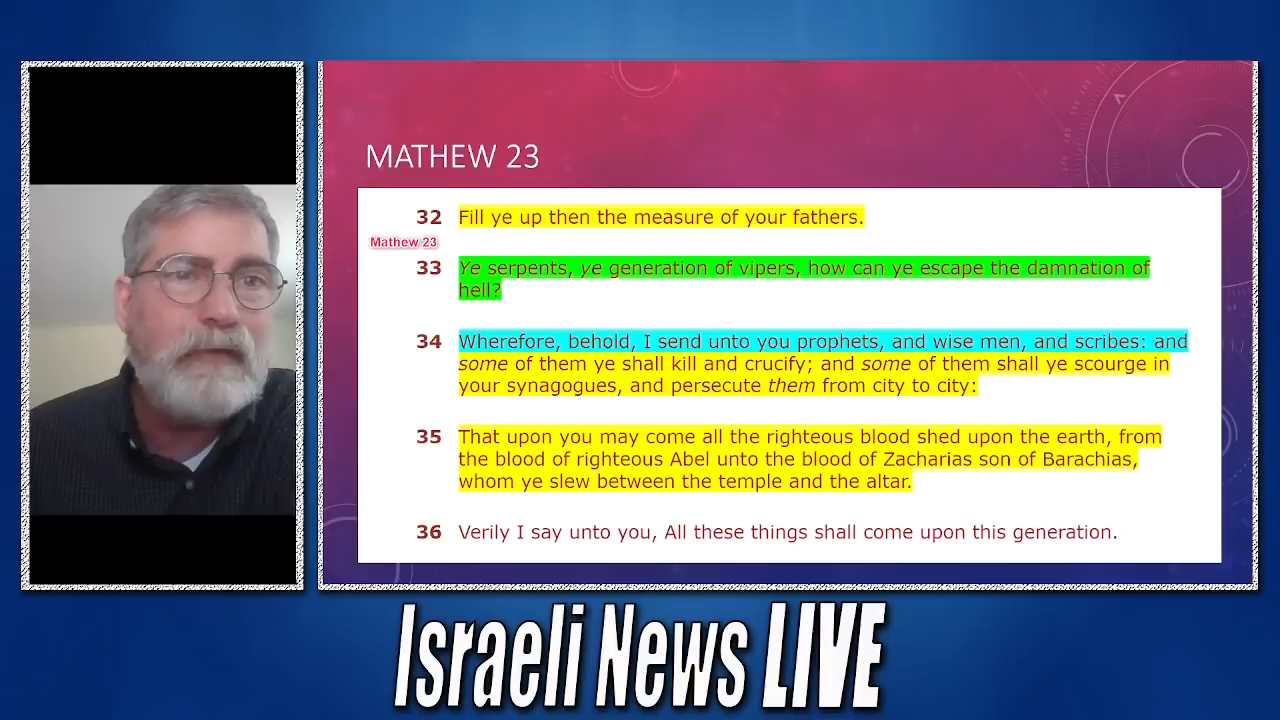 MATHEW 23
32 Fill ye up then the measure of your fathers.
Mathew 23
33 Ye serpents, ye generation of vipers, how can ye escape the damnation of
hell?
34 Wherefore, behold, I send unto you prophets, and wise men, and scribes: and
some of them ye shall kill and crucify; and some of them shall ye scourge in
your synagogues, and persecute them from city to city:
35 That upon you may come all the righteous blood shed upon the earth, from
the blood of righteous Abel unto the blood of Zacharias son of Barachias,
whom ye slew between the temple and the altar.
36 Verily I say unto you, All these things shall come upon this generation.
Israeli News LIVE